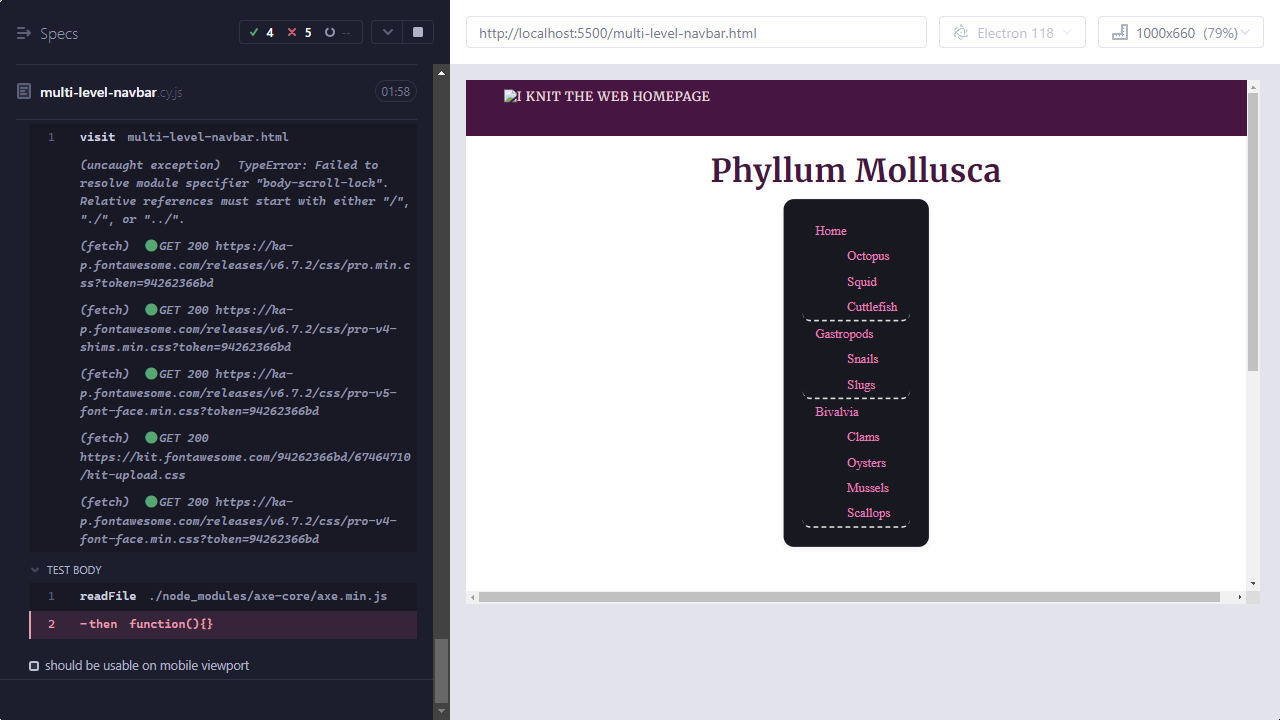 Specs
4
5
--
multi-level-navbar.cy.js
01:58
1 visit multi-level-navbar.html
(uncaught exception) TypeError: Failed to
resolve module specifier "body-scroll-lock".
Relative references must start with either "/",
"./", or "../".
(fetch) GET 200 https://ka-
p.fontawesome.com/releases/v6.7.2/css/pro.min.c
ss?token=94262366bd
(fetch) GET 200 https://ka-
p.fontawesome.com/releases/v6.7.2/css/pro-v4-
shims.min.css?token=94262366bd
(fetch) GET 200 https://ka-
p.fontawesome.com/releases/v6.7.2/css/pro-v5-
font-face.min.css?token=94262366bd
(fetch) GET 200
https://kit.fontawesome.com/94262366bd/67464710
/kit-upload.css
(fetch) GET 200 https://ka-
p.fontawesome.com/releases/v6.7.2/css/pro-v4-
font-face.min.css?token=94262366bd
TEST BODY
1 readFile ./node_modules/axe-core/axe.min.js
2 -then function(){}
should be usable on mobile viewport
http://localhost:5500/multi-level-navbar.html
Electron 118
1000x660 (79%)
I KNIT THE WEB HOMEPAGE
Phyllum Mollusca
Home
Octopus
Squid
Cuttlefish
Gastropods
Snails
Slugs
Bivalvia
Clams
Oysters
Mussels
Scallops